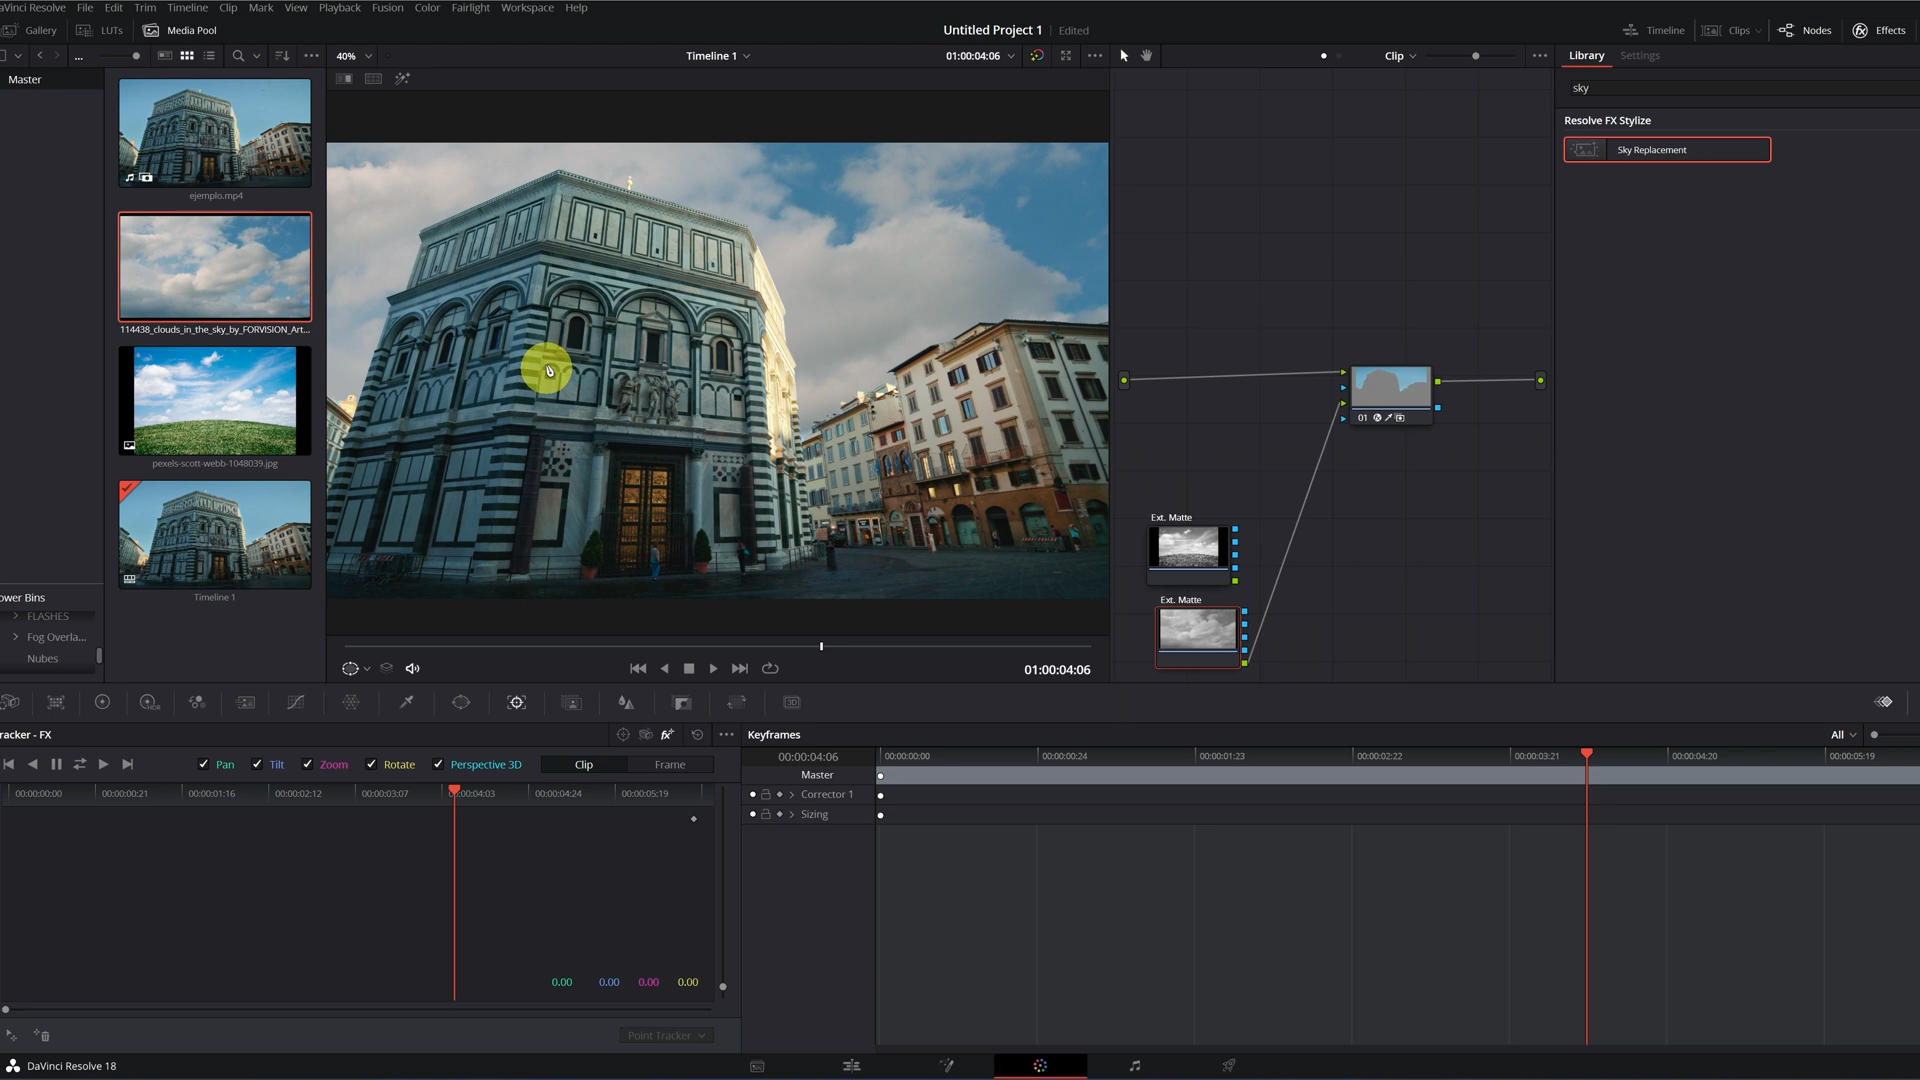 aVinci Resolve File Edit Trim Timeline Clip Mark View Playback Fusion Color Fairlight Workspace Help
Gallery LUTs Media Pool Untitled Project 1 Edited Timeline Clips Nodes Effects
... 40% Timeline 1 01:00:04:06 Clip Library Settings
Master
sky
Resolve FX Stylize
Sky Replacement
ejemplo.mp4
114438_clouds_in_the_sky_by_FORVISION_Art...
pexels-scott-webb-1048039.jpg
Timeline 1
01
Ext. Matte
Ext. Matte
ower Bins
FLASHES
Fog Overla...
Nubes
01:00:04:06
HDR
3D
racker - FX
fx
Keyframes
All
Pan Tilt Zoom Rotate Perspective 3D Clip Frame
00:00:04:06 00:00:00:00 00:00:00:24 00:00:01:23 00:00:02:22 00:00:03:21 00:00:04:20 00:00:05:19
Master
Corrector 1
Sizing
00:00:00:00 00:00:00:21 00:00:01:16 00:00:02:12 00:00:03:07 :00:04:03 00:00:04:24 00:00:05:19
0.00 0.00 0.00 0.00
Point Tracker
DaVinci Resolve 18